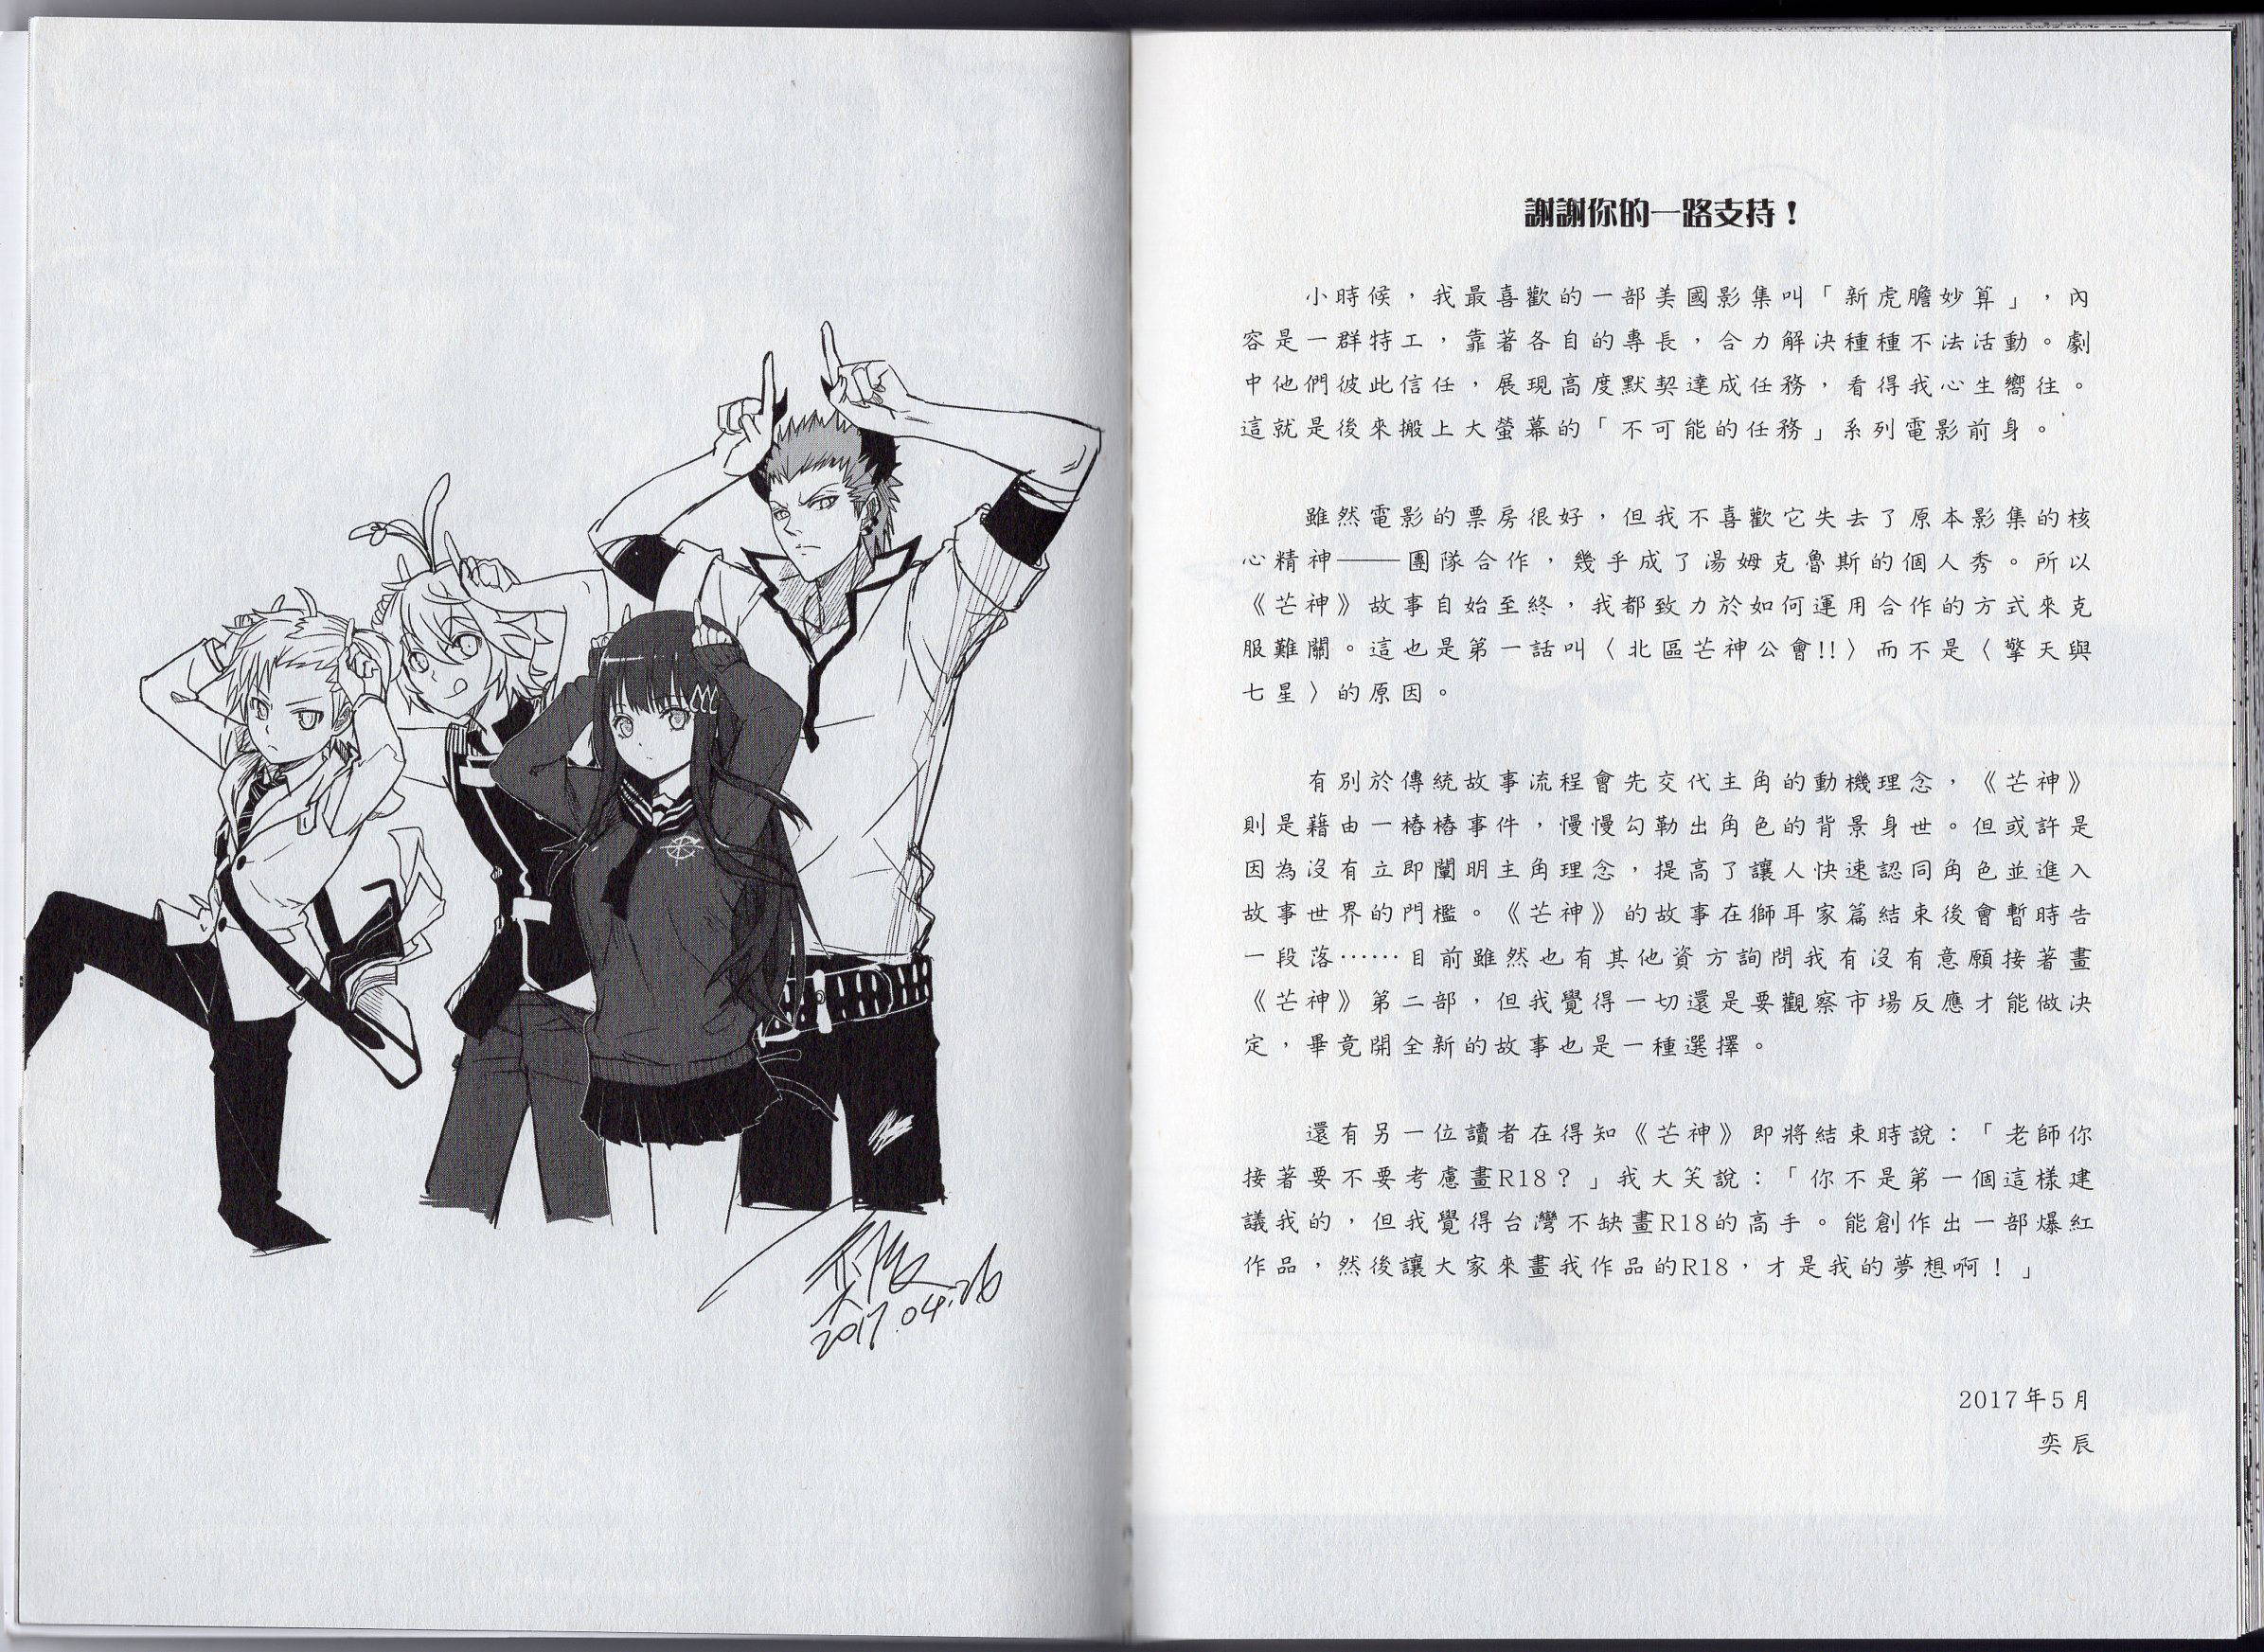 2017.04.26
謝謝你的一路支持！
小時候，我最喜歡的一部美國影集叫「新虎膽妙算」，內
容是一群特工，靠著各自的專長，合力解決種種不法活動。劇
中他們彼此信任，展現高度默契達成任務，看得我心生嚮往。
這就是後來搬上大螢幕的「不可能的任務」系列電影前身。
雖然電影的票房很好，但我不喜歡它失去了原本影集的核
心精神——團隊合作，幾乎成了湯姆克魯斯的個人秀。所以
《芒神》故事自始至終，我都致力於如何運用合作的方式來克
服難關。這也是第一話叫〈北區芒神公會!!〉而不是〈擎天與
七星〉的原因。
有別於傳統故事流程會先交代主角的動機理念，《芒神》
則是藉由一樁樁事件，慢慢勾勒出角色的背景身世。但或許是
因為沒有立即闡明主角理念，提高了讓人快速認同角色並進入
故事世界的門檻。《芒神》的故事在獅耳家篇結束後會暫時告
一段落……目前雖然也有其他資方詢問我有沒有意願接著畫
《芒神》第二部，但我覺得一切還是要觀察市場反應才能做決
定，畢竟開全新的故事也是一種選擇。
還有另一位讀者在得知《芒神》即將結束時說：「老師你
接著要不要考慮畫R18？」我大笑說：「你不是第一個這樣建
議我的，但我覺得台灣不缺畫R18的高手。能創作出一部爆紅
作品，然後讓大家來畫我作品的R18，才是我的夢想啊！」
2017年5月
奕辰